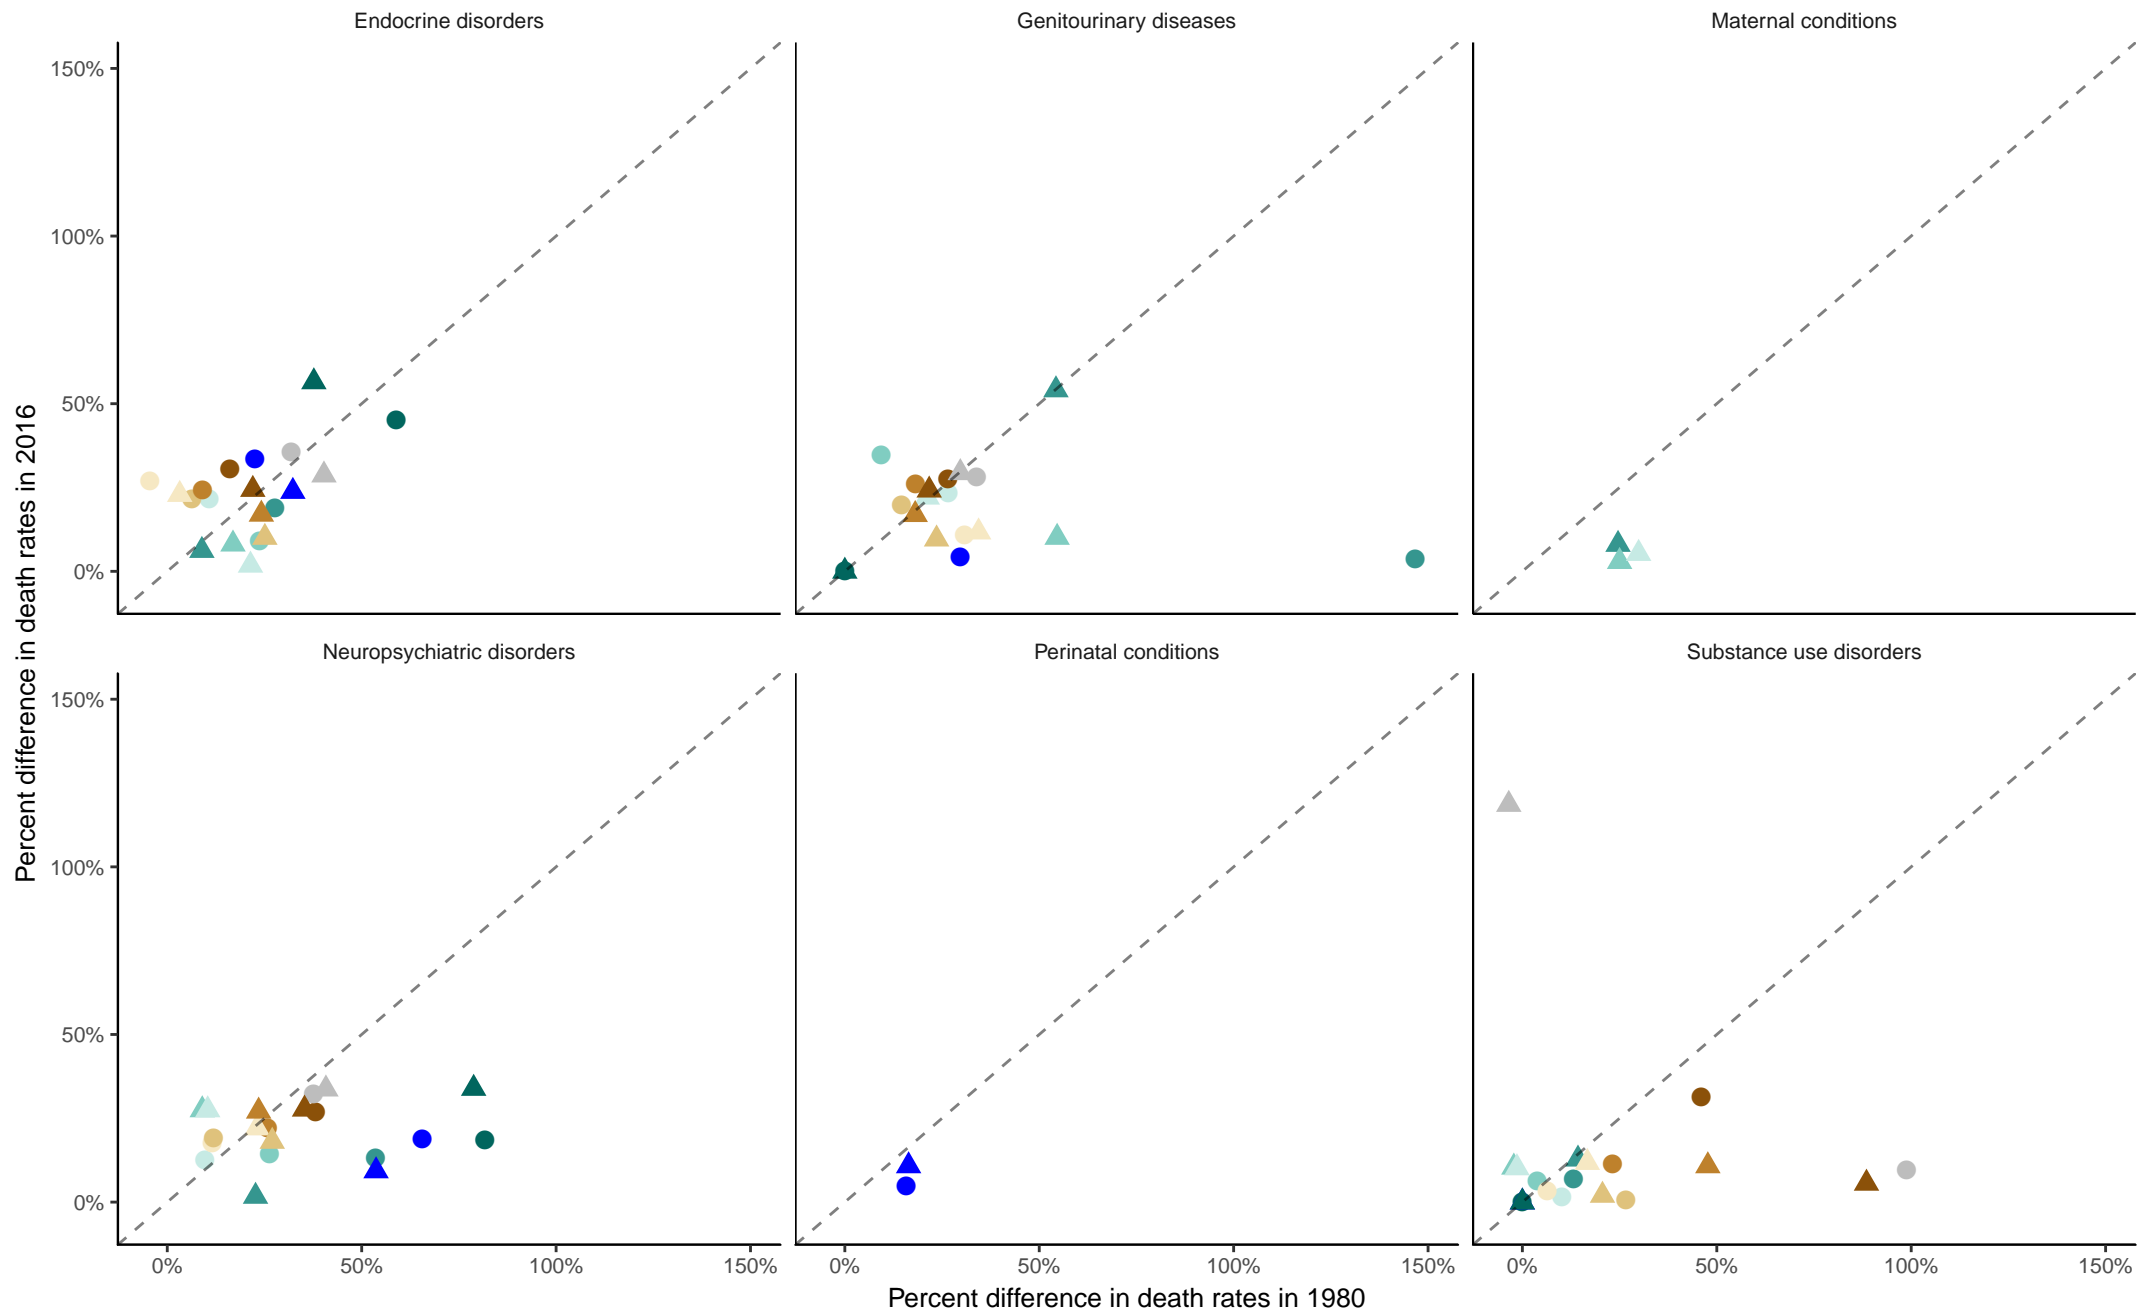 Endocrine disorders
Genitourinary diseases
Maternal conditions
150%
100%
50%
0%
Neuropsychiatric disorders
Perinatal conditions
Substance use disorders
150%
100%
50%
0%
Percent difference in death rates in 2016
0% 50% 100% 150%
0% 50% 100% 150%
0% 50% 100% 150%
Percent difference in death rates in 1980